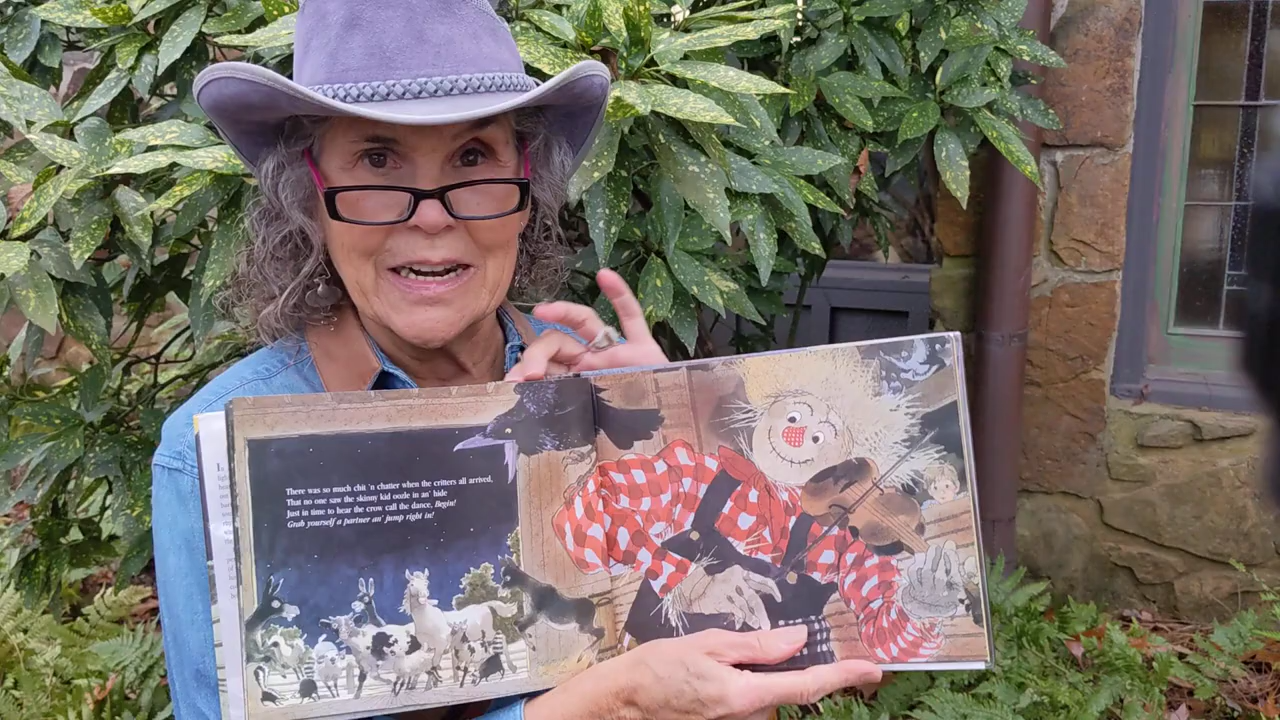 There was so much chit 'n chatter when the critters all arrived,
That no one saw the skinny kid ooze in an' hide
Just in time to hear the crow call the dance, Begin!
Grab yourself a partner an' jump right in!